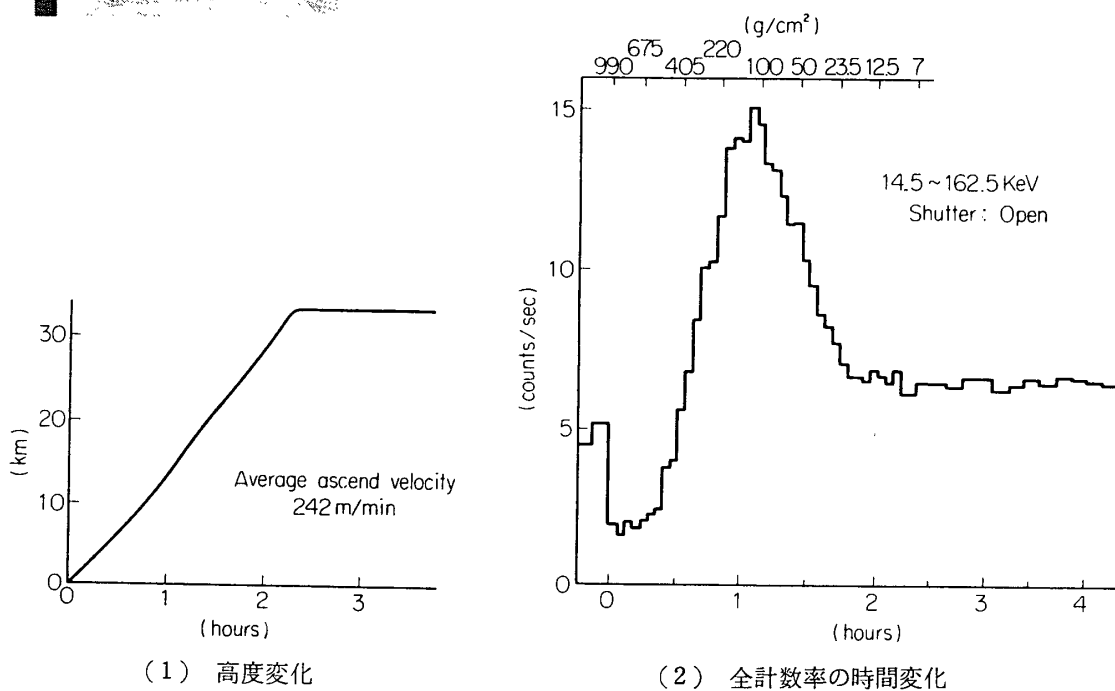 30
20
10
0
(km)
Average ascend velocity
242 m/min
0 1 2 3
(hours)
(1) 高度変化
(g/cm²)
990 675 405 220 100 50 23.5 12.5 7
15
10
5
0
(counts/sec)
14.5~162.5 KeV
Shutter: Open
0 1 2 3 4
(hours)
(2) 全計数率の時間変化